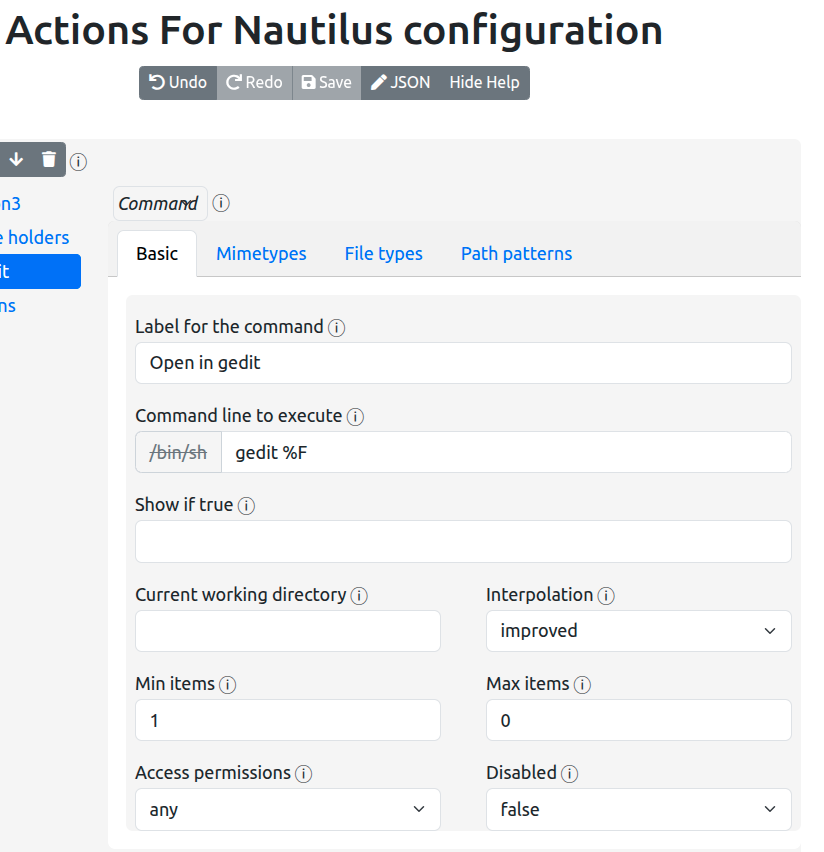 Actions For Nautilus configuration
Undo Redo Save JSON Hide Help
n3
Command
holders
it
ns
Basic Mimetypes File types Path patterns
Label for the command
Open in gedit
Command line to execute
/bin/sh gedit %F
Show if true
Current working directory Interpolation
improved
Min items Max items
1 0
Access permissions Disabled
any false